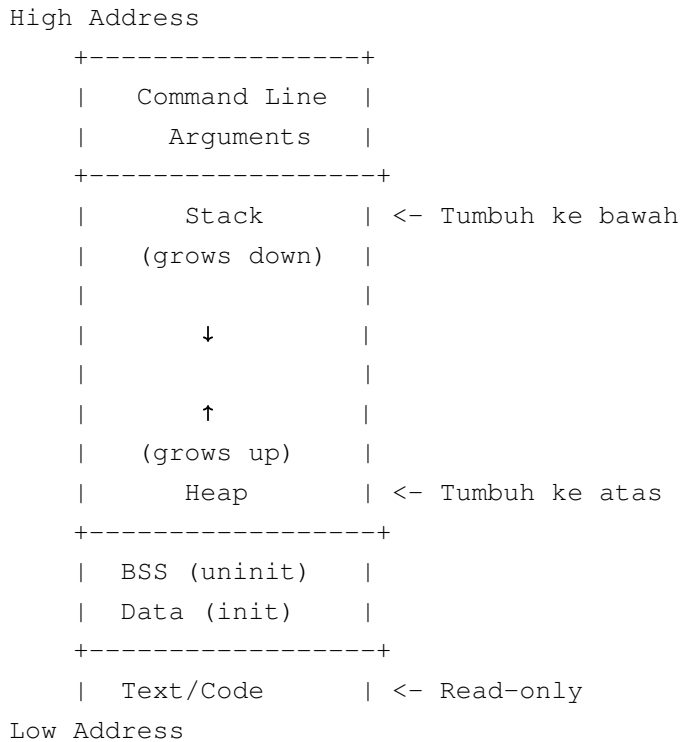 High Address
    +-----------------+
    |   Command Line  |
    |     Arguments   |
    +------------------+
    |      Stack      | <- Tumbuh ke bawah
    |   (grows down)  |
    |                 |
    |       ↓         |
    |                 |
    |       ↑         |
    |   (grows up)    |
    |      Heap       | <- Tumbuh ke atas
    +------------------+
    |  BSS (uninit)   |
    |  Data (init)    |
    +------------------+
    |  Text/Code      | <- Read-only
Low Address